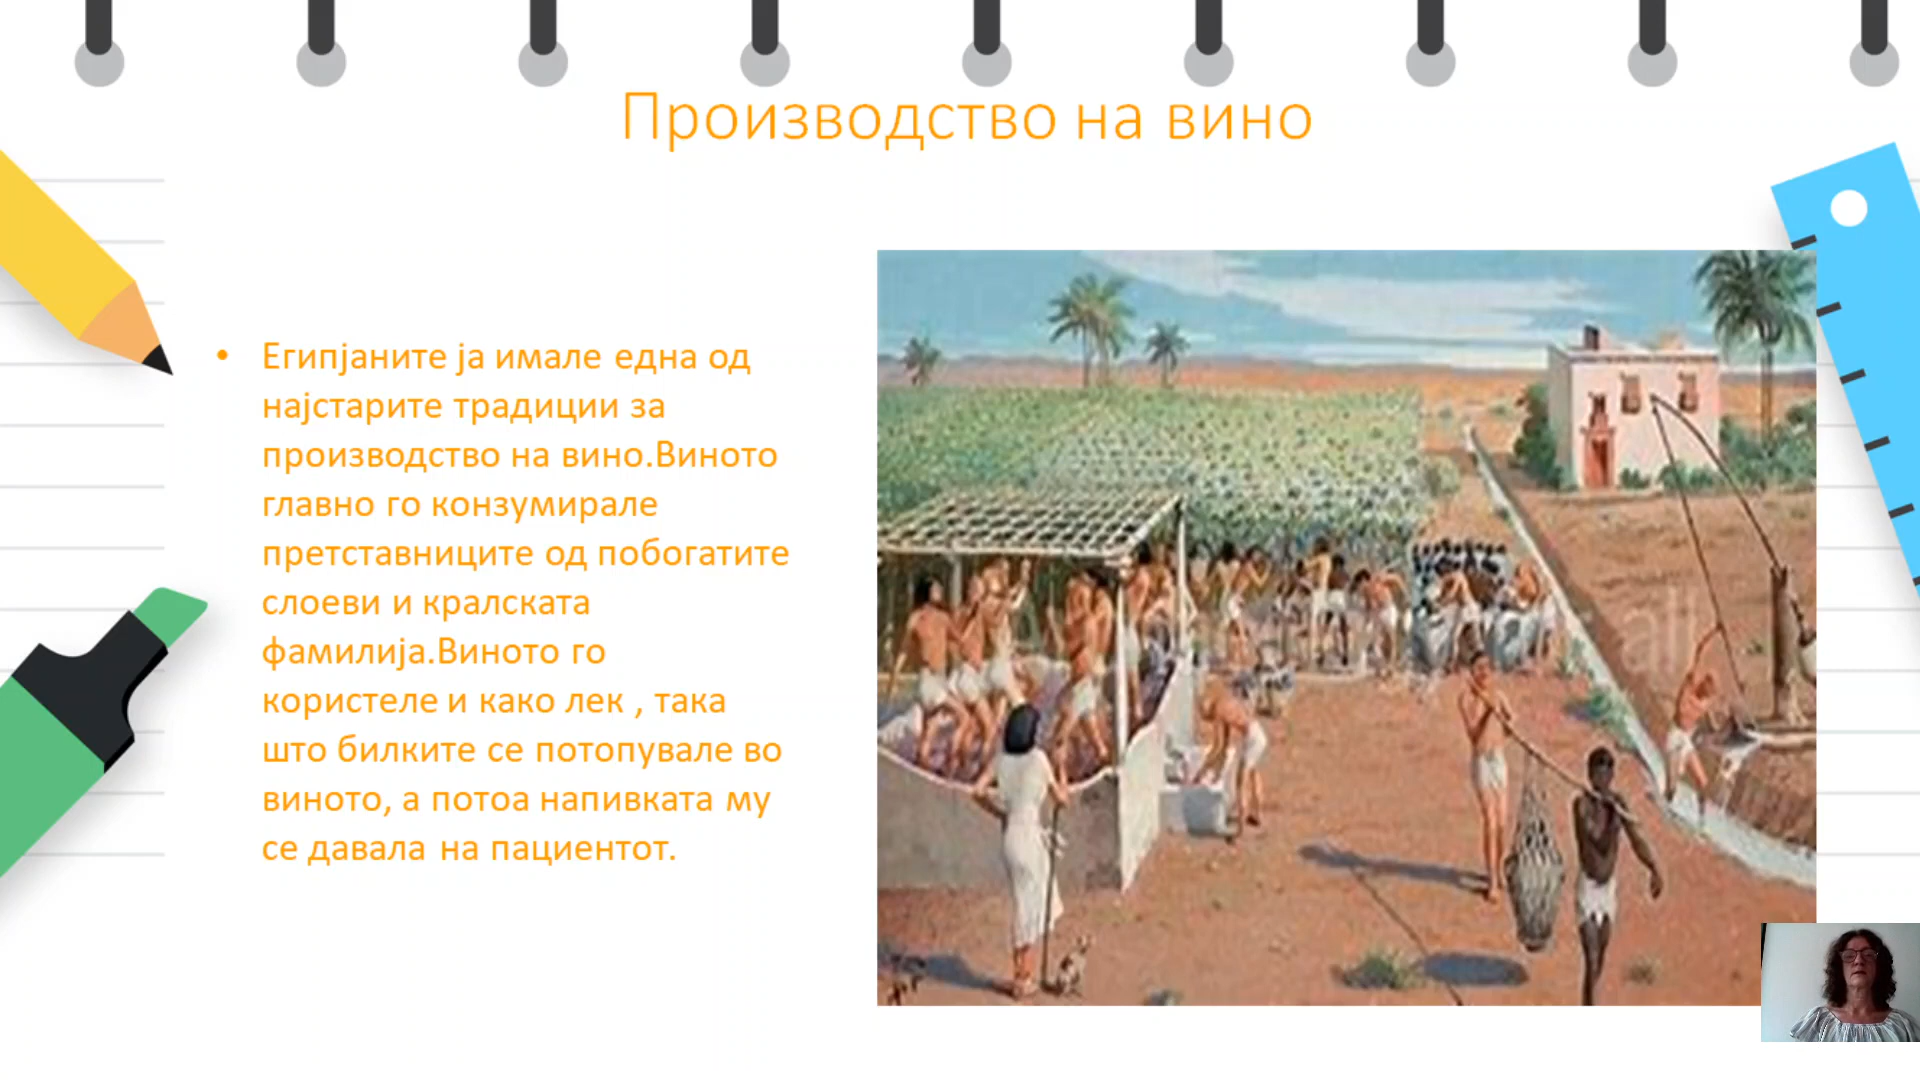 Производство на вино
• Египјаните ја имале една од
најстарите традиции за
производство на вино.Виното
главно го конзумирале
претставниците од побогатите
слоеви и кралската
фамилија.Виното го
користеле и како лек , така
што билките се потопувале во
виното, а потоа напивката му
се давала на пациентот.